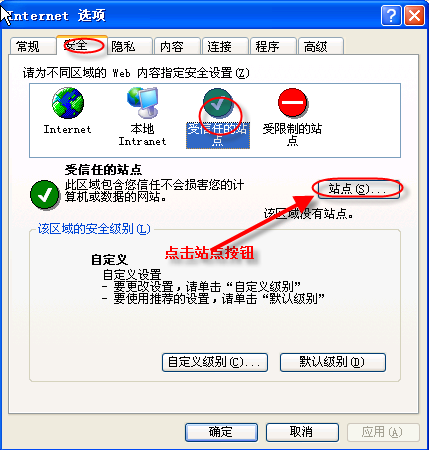 Internet 选项
常规 安全 隐私 内容 连接 程序 高级
请为不同区域的 Web 内容指定安全设置(Z)
Internet
本地
Intranet
受信任的站
点
受限制的站
点
受信任的站点
此区域包含您信任不会损害您的计
算机或数据的网站。
站点(S)...
该区域没有站点。
该区域的安全级别(L)
点击站点按钮
自定义
自定义设置
- 要更改设置,请单击“自定义级别”
- 要使用推荐的设置,请单击“默认级别”
自定义级别(C)... 默认级别(D)
确定 取消 应用(A)